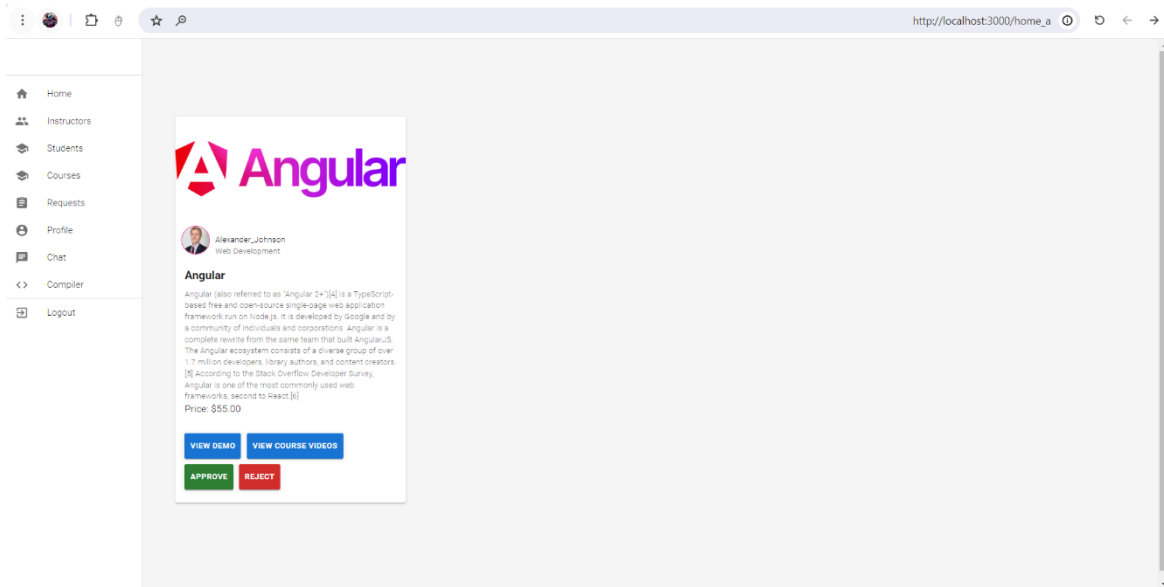 http://localhost:3000/home_a
Home
Instructors
Students
Courses
Requests
Profile
Chat
Compiler
Logout
Angular
Alexander_Johnson
Web Development
Angular
Angular (also referred to as "Angular 2+")[4] is a TypeScript-
based free and open-source single-page web application
framework run on Node.js. It is developed by Google and by
a community of individuals and corporations. Angular is a
complete rewrite from the same team that built AngularJS.
The Angular ecosystem consists of a diverse group of over
1.7 million developers, library authors, and content creators.
[5] According to the Stack Overflow Developer Survey,
Angular is one of the most commonly used web
frameworks, second to React.[6]
Price: $55.00
VIEW DEMO VIEW COURSE VIDEOS
APPROVE REJECT